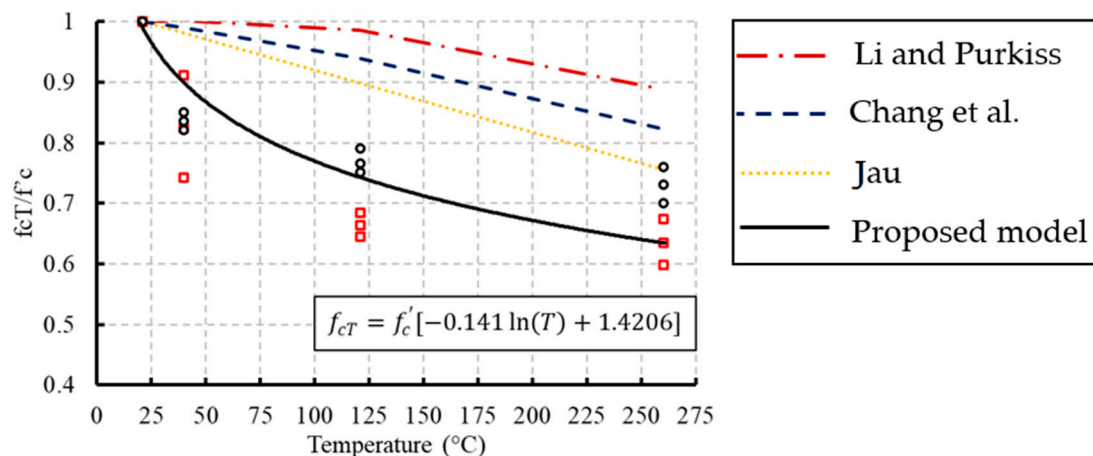 1
0.9
0.8
0.7
0.6
0.5
0.4
fcT/f'c
0 25 50 75 100 125 150 175 200 225 250 275
Temperature (°C)
f_{cT} = f_c^′[−0.141 ln(T) + 1.4206]
Li and Purkiss
Chang et al.
Jau
Proposed model